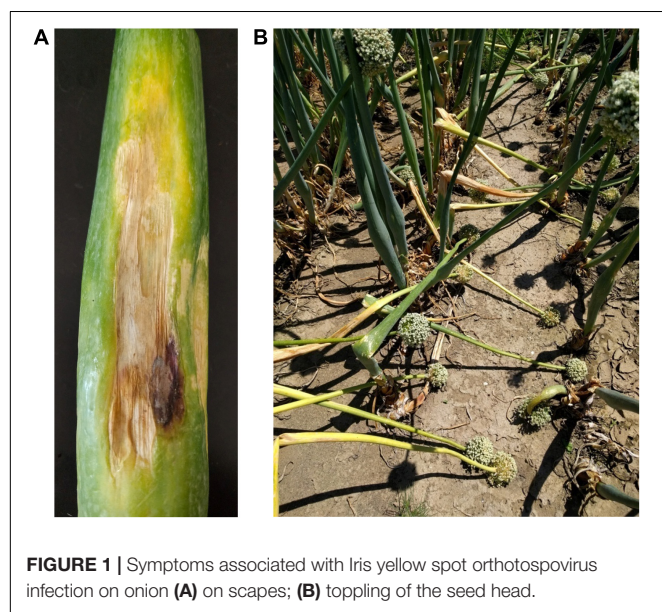 A B
FIGURE 1 | Symptoms associated with Iris yellow spot orthotospovirus
infection on onion (A) on scapes; (B) toppling of the seed head.